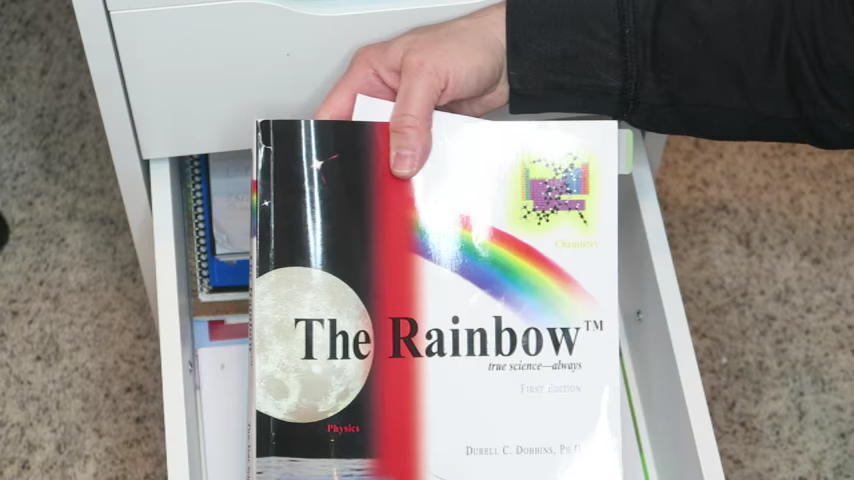 Chemistry
The Rainbow™
true science—always
FIRST EDITION
Physics
DURELL C. DOBBINS, PH.D.